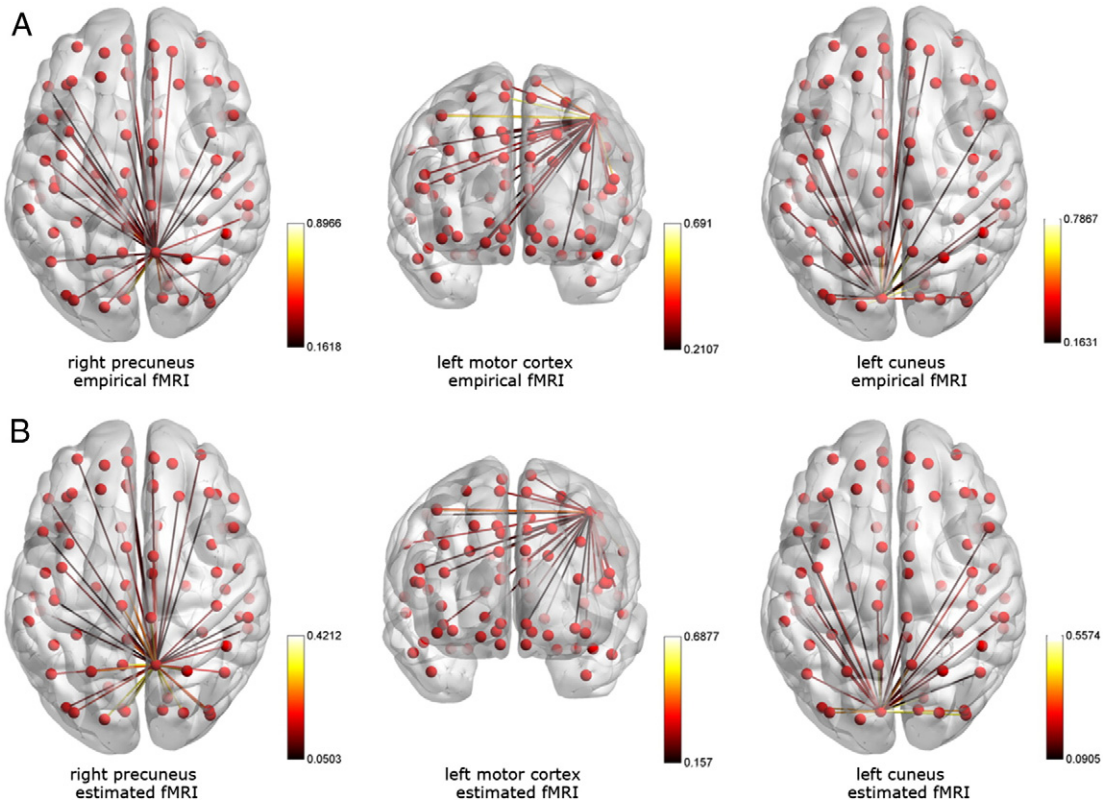 A
0.8966
0.1618
right precuneus
empirical fMRI
0.691
0.2107
left motor cortex
empirical fMRI
0.7867
0.1631
left cuneus
empirical fMRI
B
0.4212
0.0503
right precuneus
estimated fMRI
0.6877
0.157
left motor cortex
estimated fMRI
0.5574
0.0905
left cuneus
estimated fMRI